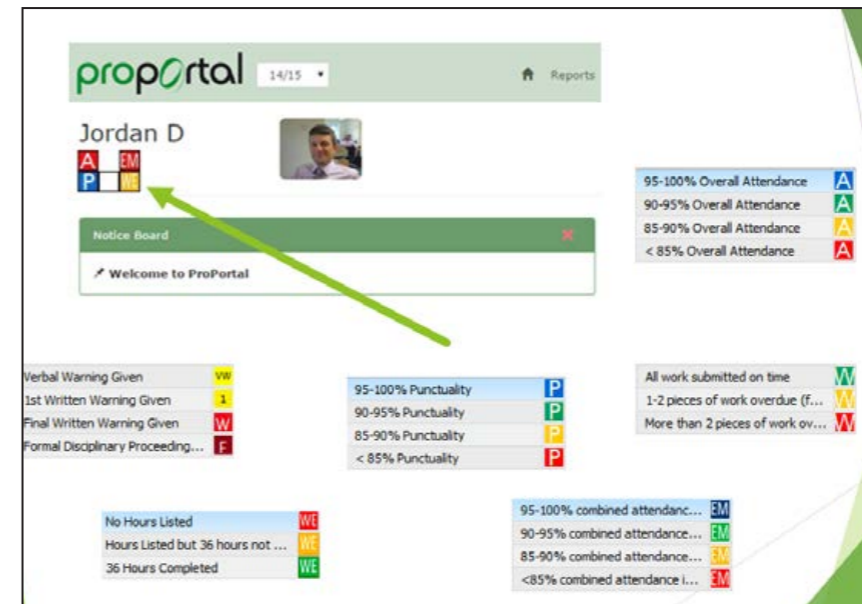 proportal 14/15 Reports
Jordan D
A EM
P WE
Notice Board
Welcome to ProPortal
95-100% Overall Attendance A
90-95% Overall Attendance A
85-90% Overall Attendance A
< 85% Overall Attendance A
Verbal Warning Given VW
1st Written Warning Given 1
Final Written Warning Given W
Formal Disciplinary Proceeding... F
95-100% Punctuality P
90-95% Punctuality P
85-90% Punctuality P
< 85% Punctuality P
All work submitted on time W
1-2 pieces of work overdue (f... W
More than 2 pieces of work ov... W
No Hours Listed WE
Hours Listed but 36 hours not ... WE
36 Hours Completed WE
95-100% combined attendanc... EM
90-95% combined attendance... EM
85-90% combined attendance... EM
<85% combined attendance i... EM